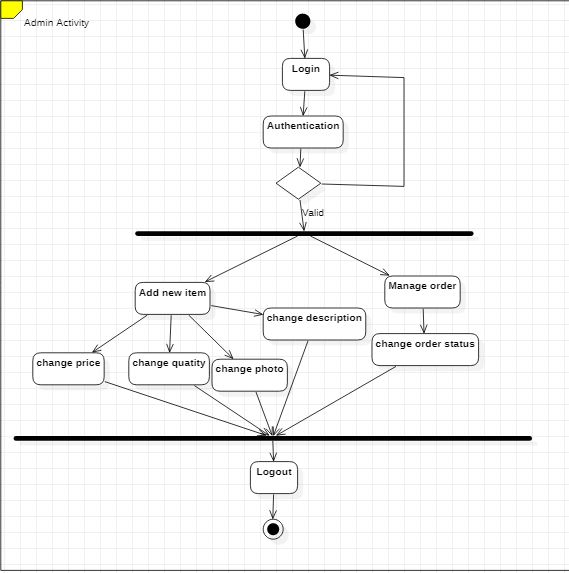 Admin Activity
Login
Authentication
Valid
Add new item
Manage order
change description
change order status
change price
change quatity
change photo
Logout